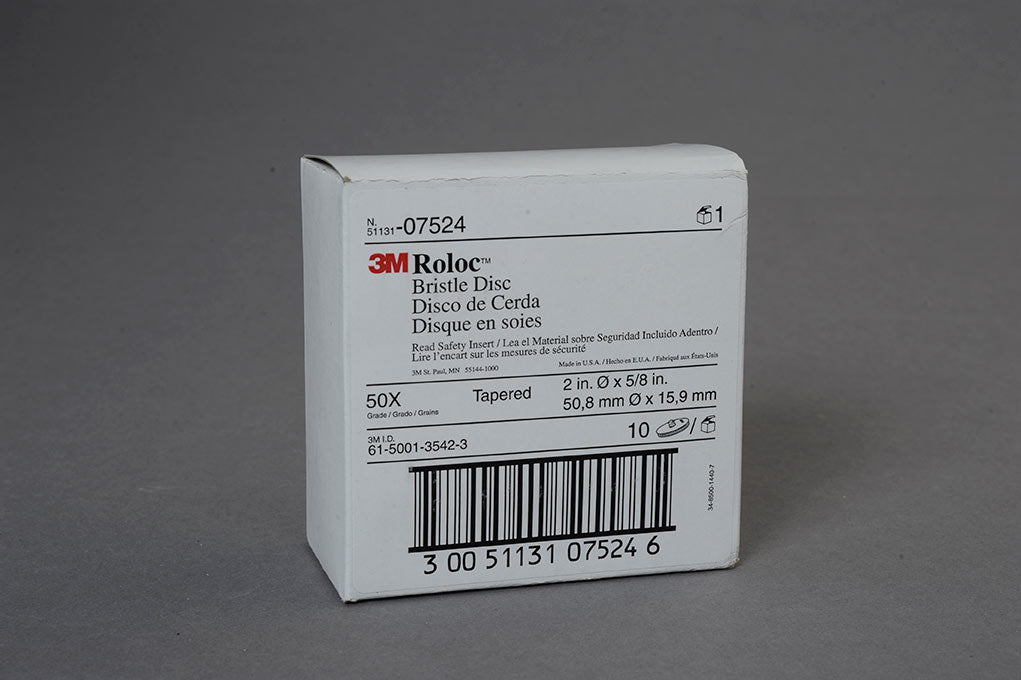 N.
51131-07524
1
3M Roloc™
Bristle Disc
Disco de Cerda
Disque en soies
Read Safety Insert / Lea el Material sobre Seguridad Incluido Adentro /
Lire l'encart sur les mesures de sécurité
3M St. Paul, MN 55144-1000
Made in U.S.A. / Hecho en E.U.A. / Fabriqué aux États-Unis
50X
Grade / Grado / Grains
Tapered
2 in. Ø x 5/8 in.
50,8 mm Ø x 15,9 mm
3M I.D.
61-5001-3542-3
10 /
34-8500-1440-7
3 00 51131 07524 6